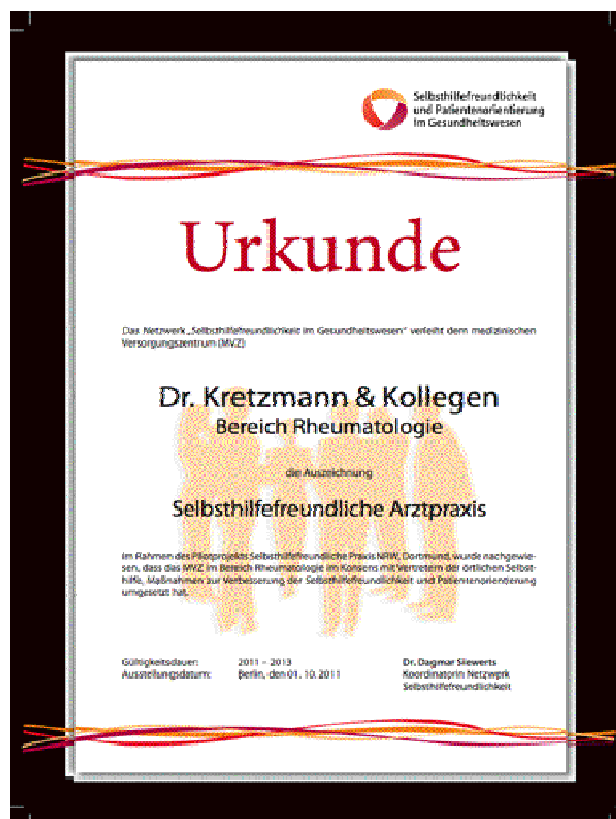 Selbsthilfefreundlichkeit
und Patientenorientierung
im Gesundheitswesen
Urkunde
Das Netzwerk „Selbsthilfefreundlichkeit im Gesundheitswesen“ verleiht dem medizinischen
Versorgungszentrum (MVZ)
Dr. Kretzmann & Kollegen
Bereich Rheumatologie
die Auszeichnung
Selbsthilfefreundliche Arztpraxis
Im Rahmen des Pilotprojekts Selbsthilfefreundliche Praxis NRW, Dortmund, wurde nachgewie-
sen, dass das MVZ im Bereich Rheumatologie im Konsens mit Vertretern der örtlichen Selbst-
hilfe, Maßnahmen zur Verbesserung der Selbsthilfefreundlichkeit und Patientenorientierung
umgesetzt hat.
Gültigkeitsdauer: 2011 – 2013 Dr. Dagmar Siewerts
Ausstellungsdatum: Berlin, den 01. 10. 2011 Koordinatorin Netzwerk
Selbsthilfefreundlichkeit